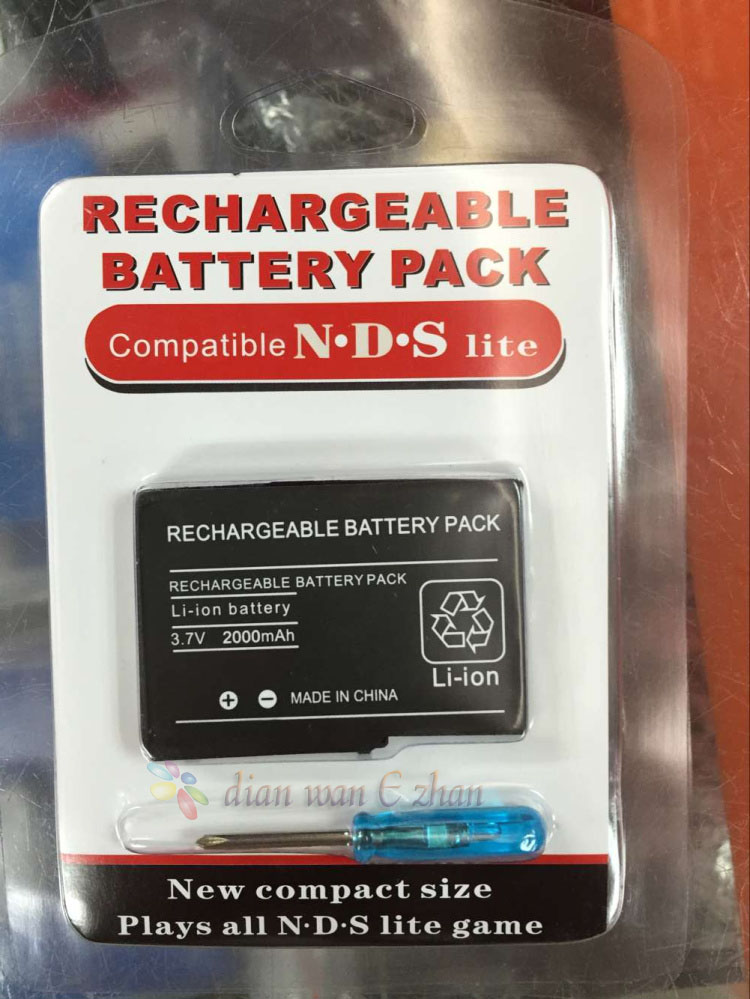 RECHARGEABLE
BATTERY PACK
Compatible N·D·S lite
RECHARGEABLE BATTERY PACK
RECHARGEABLE BATTERY PACK
Li-ion battery
3.7V 2000mAh
Li-ion
+ − MADE IN CHINA
dian wan E zhan
New compact size
Plays all N·D·S lite game